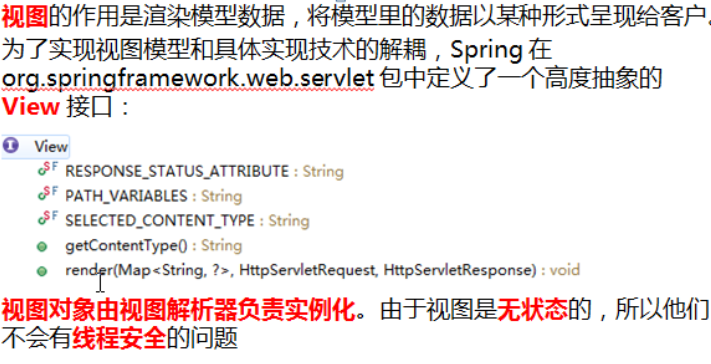 视图的作用是渲染模型数据，将模型里的数据以某种形式呈现给客户。
为了实现视图模型和具体实现技术的解耦，Spring 在
org.springframework.web.servlet 包中定义了一个高度抽象的
View 接口：
I View
SF RESPONSE_STATUS_ATTRIBUTE : String
SF PATH_VARIABLES : String
SF SELECTED_CONTENT_TYPE : String
getContentType() : String
render(Map<String, ?>, HttpServletRequest, HttpServletResponse) : void
视图对象由视图解析器负责实例化。由于视图是无状态的，所以他们
不会有线程安全的问题